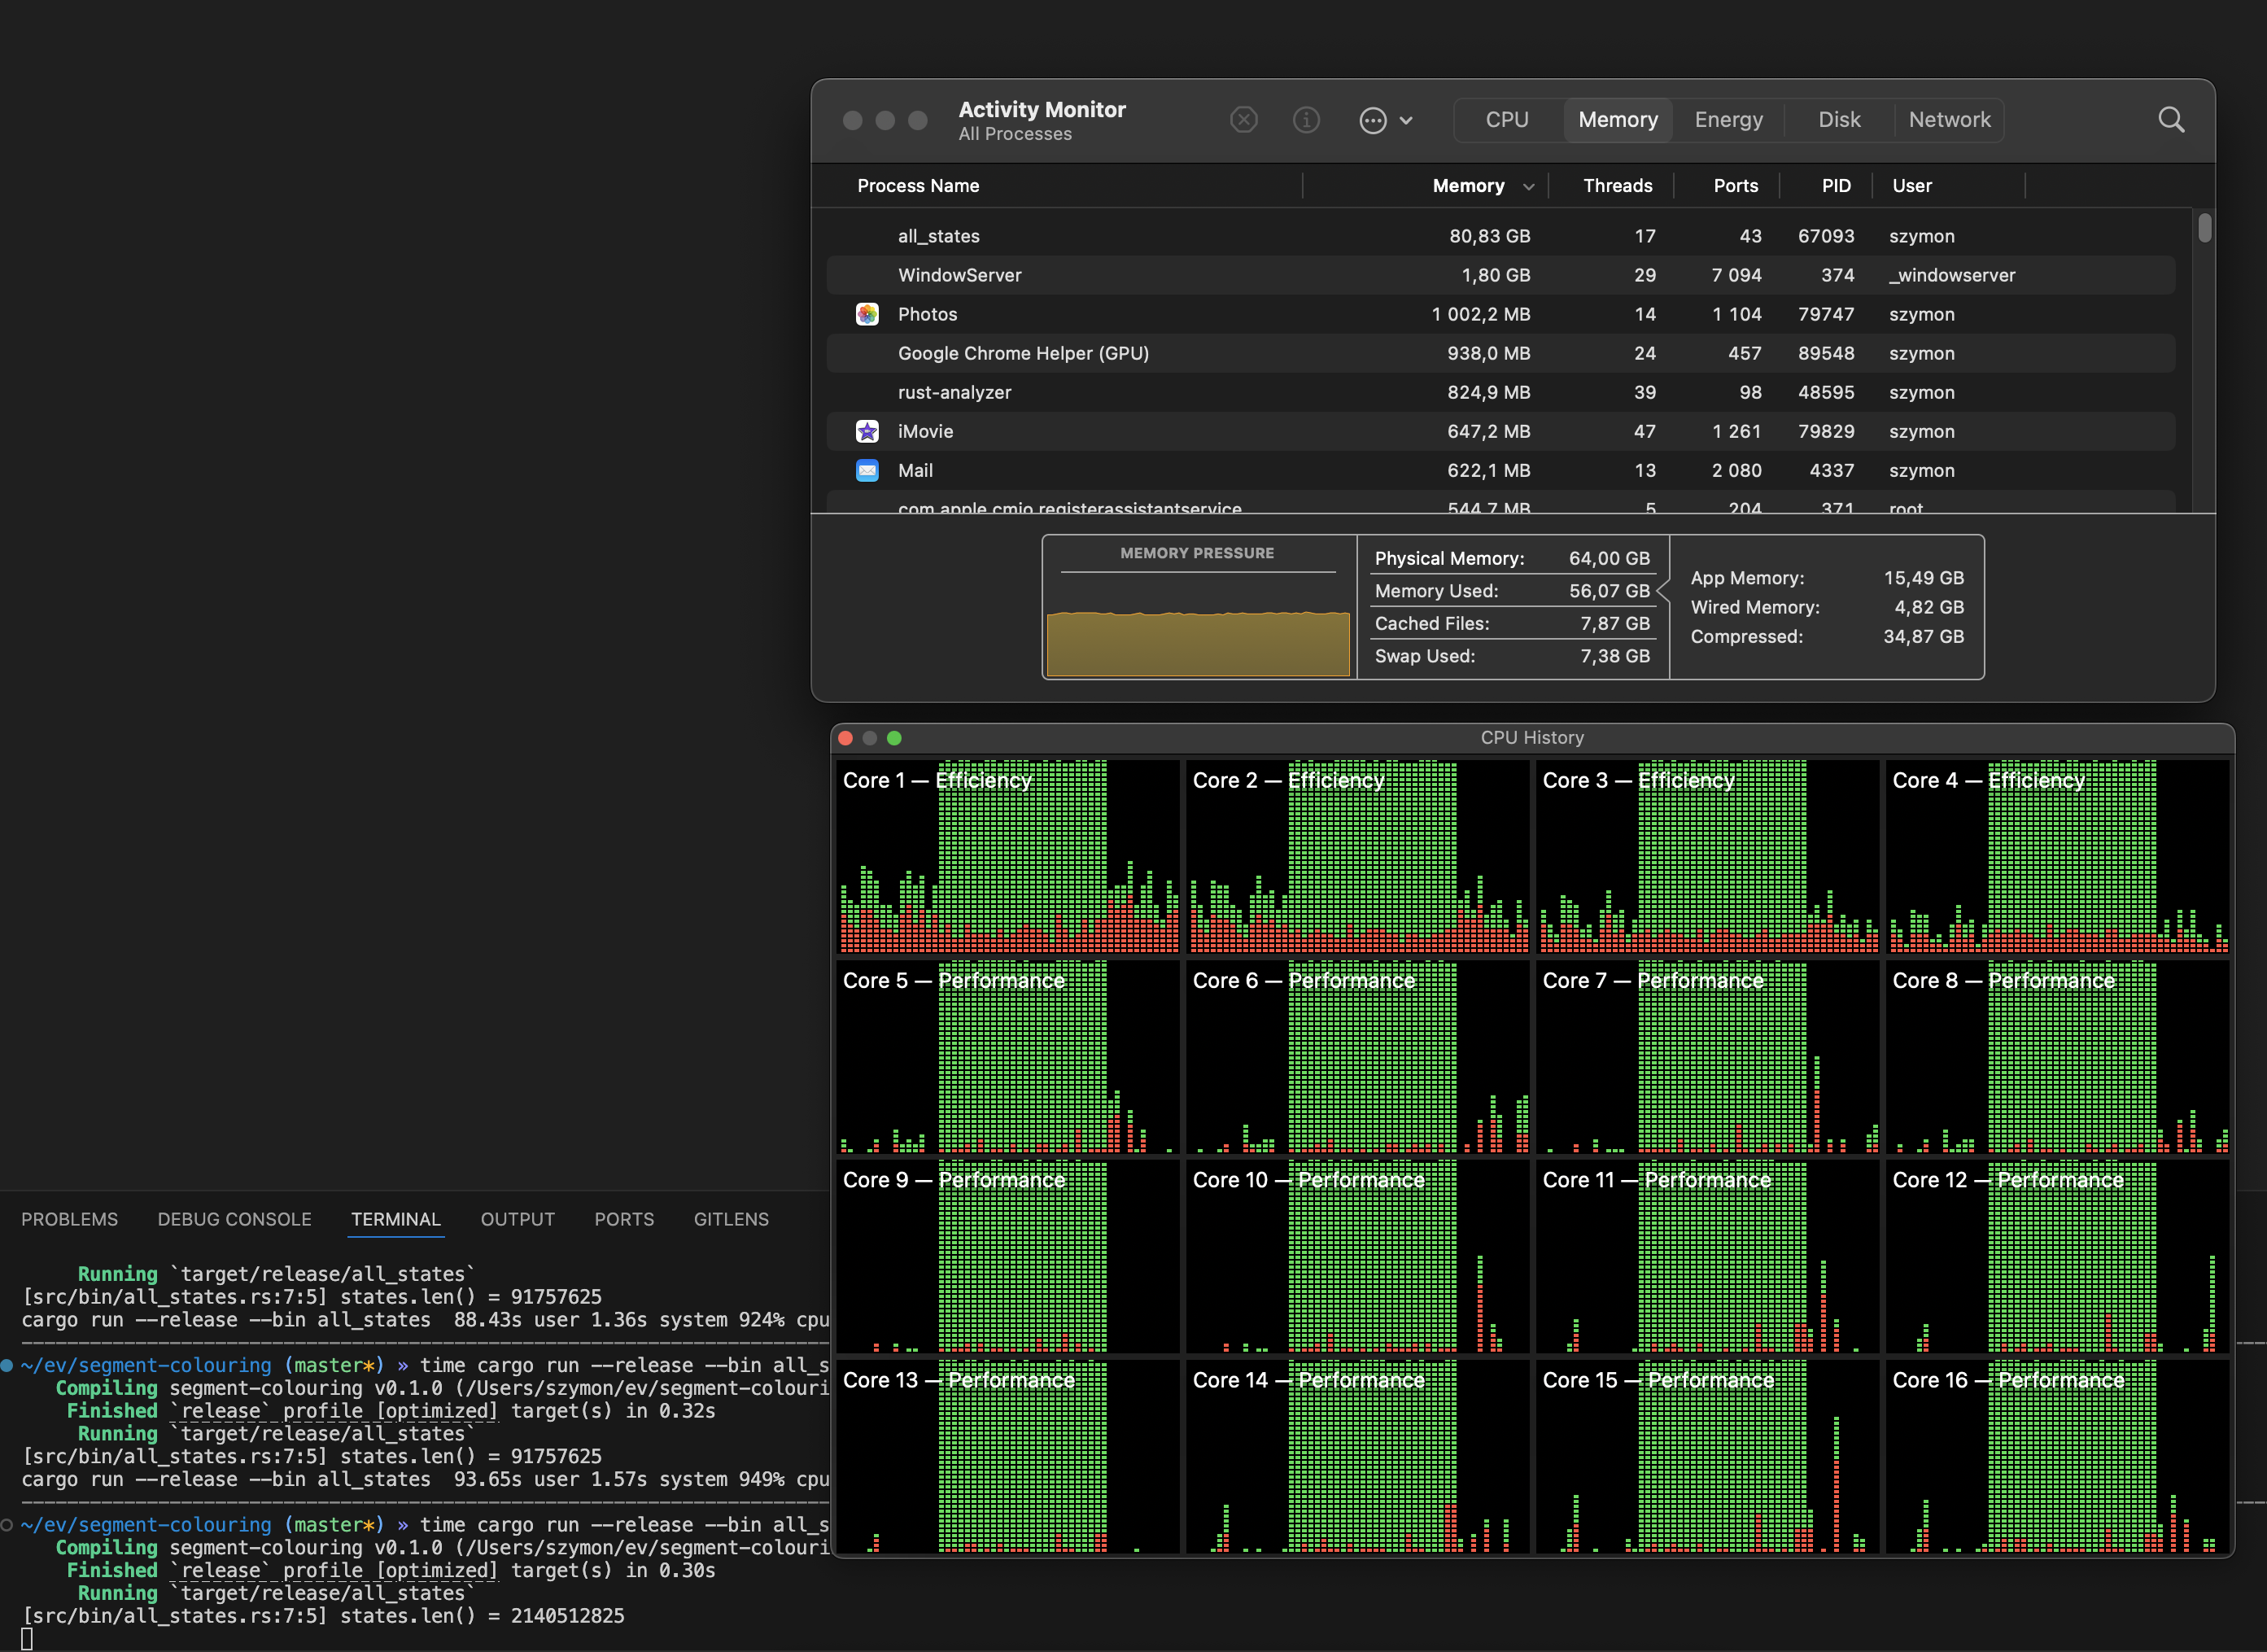 Activity Monitor
All Processes
CPU Memory Energy Disk Network
Process Name Memory Threads Ports PID User
all_states 80,83 GB 17 43 67093 szymon
WindowServer 1,80 GB 29 7 094 374 _windowserver
Photos 1 002,2 MB 14 1 104 79747 szymon
Google Chrome Helper (GPU) 938,0 MB 24 457 89548 szymon
rust-analyzer 824,9 MB 39 98 48595 szymon
iMovie 647,2 MB 47 1 261 79829 szymon
Mail 622,1 MB 13 2 080 4337 szymon
com.apple.cmio.registerassistantservice 544,7 MB 5 204 371 root
MEMORY PRESSURE
Physical Memory: 64,00 GB
Memory Used: 56,07 GB
Cached Files: 7,87 GB
Swap Used: 7,38 GB
App Memory: 15,49 GB
Wired Memory: 4,82 GB
Compressed: 34,87 GB
CPU History
Core 1 — Efficiency
Core 2 — Efficiency
Core 3 — Efficiency
Core 4 — Efficiency
Core 5 — Performance
Core 6 — Performance
Core 7 — Performance
Core 8 — Performance
Core 9 — Performance
Core 10 — Performance
Core 11 — Performance
Core 12 — Performance
Core 13 — Performance
Core 14 — Performance
Core 15 — Performance
Core 16 — Performance
PROBLEMS DEBUG CONSOLE TERMINAL OUTPUT PORTS GITLENS
Running `target/release/all_states`
[src/bin/all_states.rs:7:5] states.len() = 91757625
cargo run --release --bin all_states 88.43s user 1.36s system 924% cpu
~/ev/segment-colouring (master*) » time cargo run --release --bin all_s
Compiling segment-colouring v0.1.0 (/Users/szymon/ev/segment-colouri
Finished `release` profile [optimized] target(s) in 0.32s
Running `target/release/all_states`
[src/bin/all_states.rs:7:5] states.len() = 91757625
cargo run --release --bin all_states 93.65s user 1.57s system 949% cpu
~/ev/segment-colouring (master*) » time cargo run --release --bin all_s
Compiling segment-colouring v0.1.0 (/Users/szymon/ev/segment-colouri
Finished `release` profile [optimized] target(s) in 0.30s
Running `target/release/all_states`
[src/bin/all_states.rs:7:5] states.len() = 2140512825